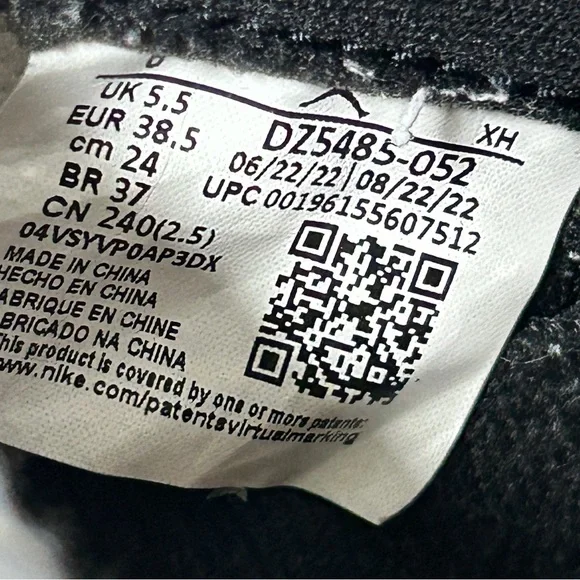 UK 5.5
EUR 38.5
cm 24
BR 37
CN 240(2.5)
04VSYVP0AP3DX
MADE IN CHINA
HECHO EN CHINA
ABRIQUE EN CHINE
BRICADO NA CHINA
This product is covered by one or more patents:
www.nike.com/patentsvirtualmarking
XH
DZ5485-052
06/22/22|08/22/22
UPC 00196155607512